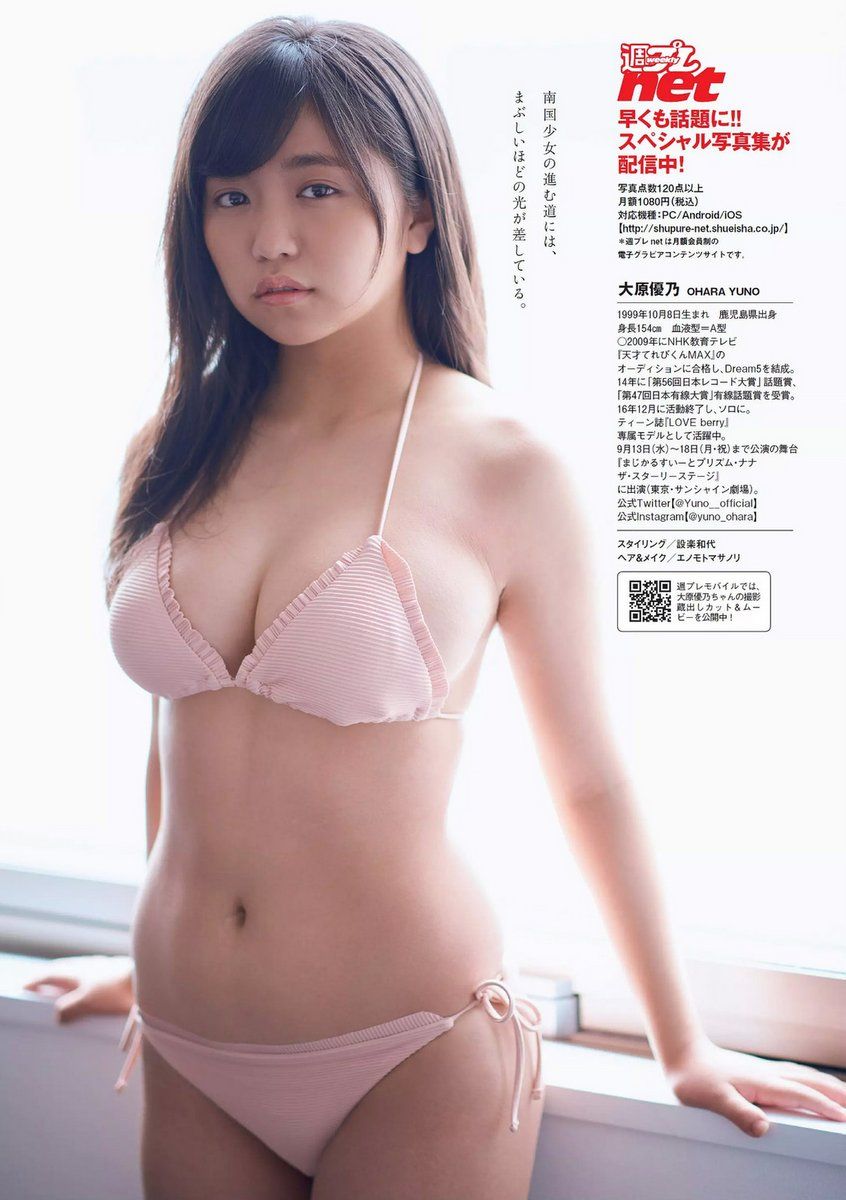 南国少女の進む道には、
まぶしいほどの光が差している。
週プレ
weekly
net
早くも話題に!!
スペシャル写真集が
配信中!
写真点数120点以上
月額1080円(税込)
対応機種:PC/Android/iOS
【http://shupure-net.shueisha.co.jp/】
＊週プレ net は月額会員制の
電子グラビアコンテンツサイトです。
大原優乃 OHARA YUNO
1999年10月8日生まれ 鹿児島県出身
身長154cm 血液型=A型
〇2009年にNHK教育テレビ
『天才てれびくんMAX』の
オーディションに合格し、Dream5を結成。
14年に「第56回日本レコード大賞」話題賞、
「第47回日本有線大賞」有線話題賞を受賞。
16年12月に活動終了し、ソロに。
ティーン誌『LOVE berry』
専属モデルとして活躍中。
9月13日(水)〜18日(月・祝)まで公演の舞台
『まじかるすいーとプリズム・ナナ
ザ・スターリーステージ』
に出演(東京・サンシャイン劇場)。
公式Twitter【@Yuno__official】
公式Instagram【@yuno_ohara】
スタイリング／設楽和代
ヘア&メイク／エノモトマサノリ
週プレモバイルでは、
大原優乃ちゃんの撮影
蔵出しカット＆ムー
ビーを公開中!